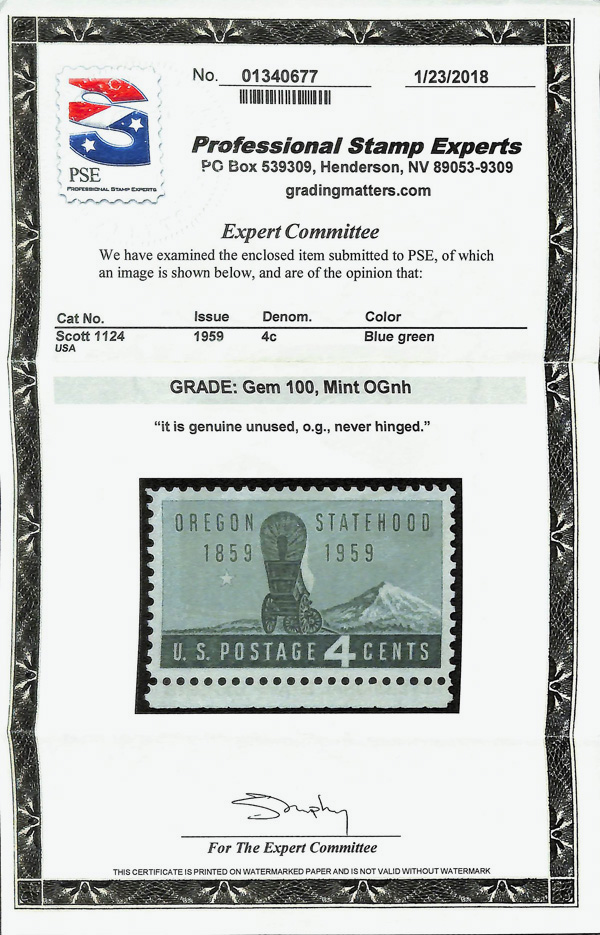 No. 01340677 1/23/2018
PSE
PROFESSIONAL STAMP EXPERTS
Professional Stamp Experts
PO Box 539309, Henderson, NV 89053-9309
gradingmatters.com
Expert Committee
We have examined the enclosed item submitted to PSE, of which
an image is shown below, and are of the opinion that:
Cat No. Issue Denom. Color
Scott 1124 1959 4c Blue green
USA
GRADE: Gem 100, Mint OGnh
“it is genuine unused, o.g., never hinged.”
OREGON STATEHOOD
1859 1959
U.S. POSTAGE 4 CENTS
For The Expert Committee
THIS CERTIFICATE IS PRINTED ON WATERMARKED PAPER AND IS NOT VALID WITHOUT WATERMARK